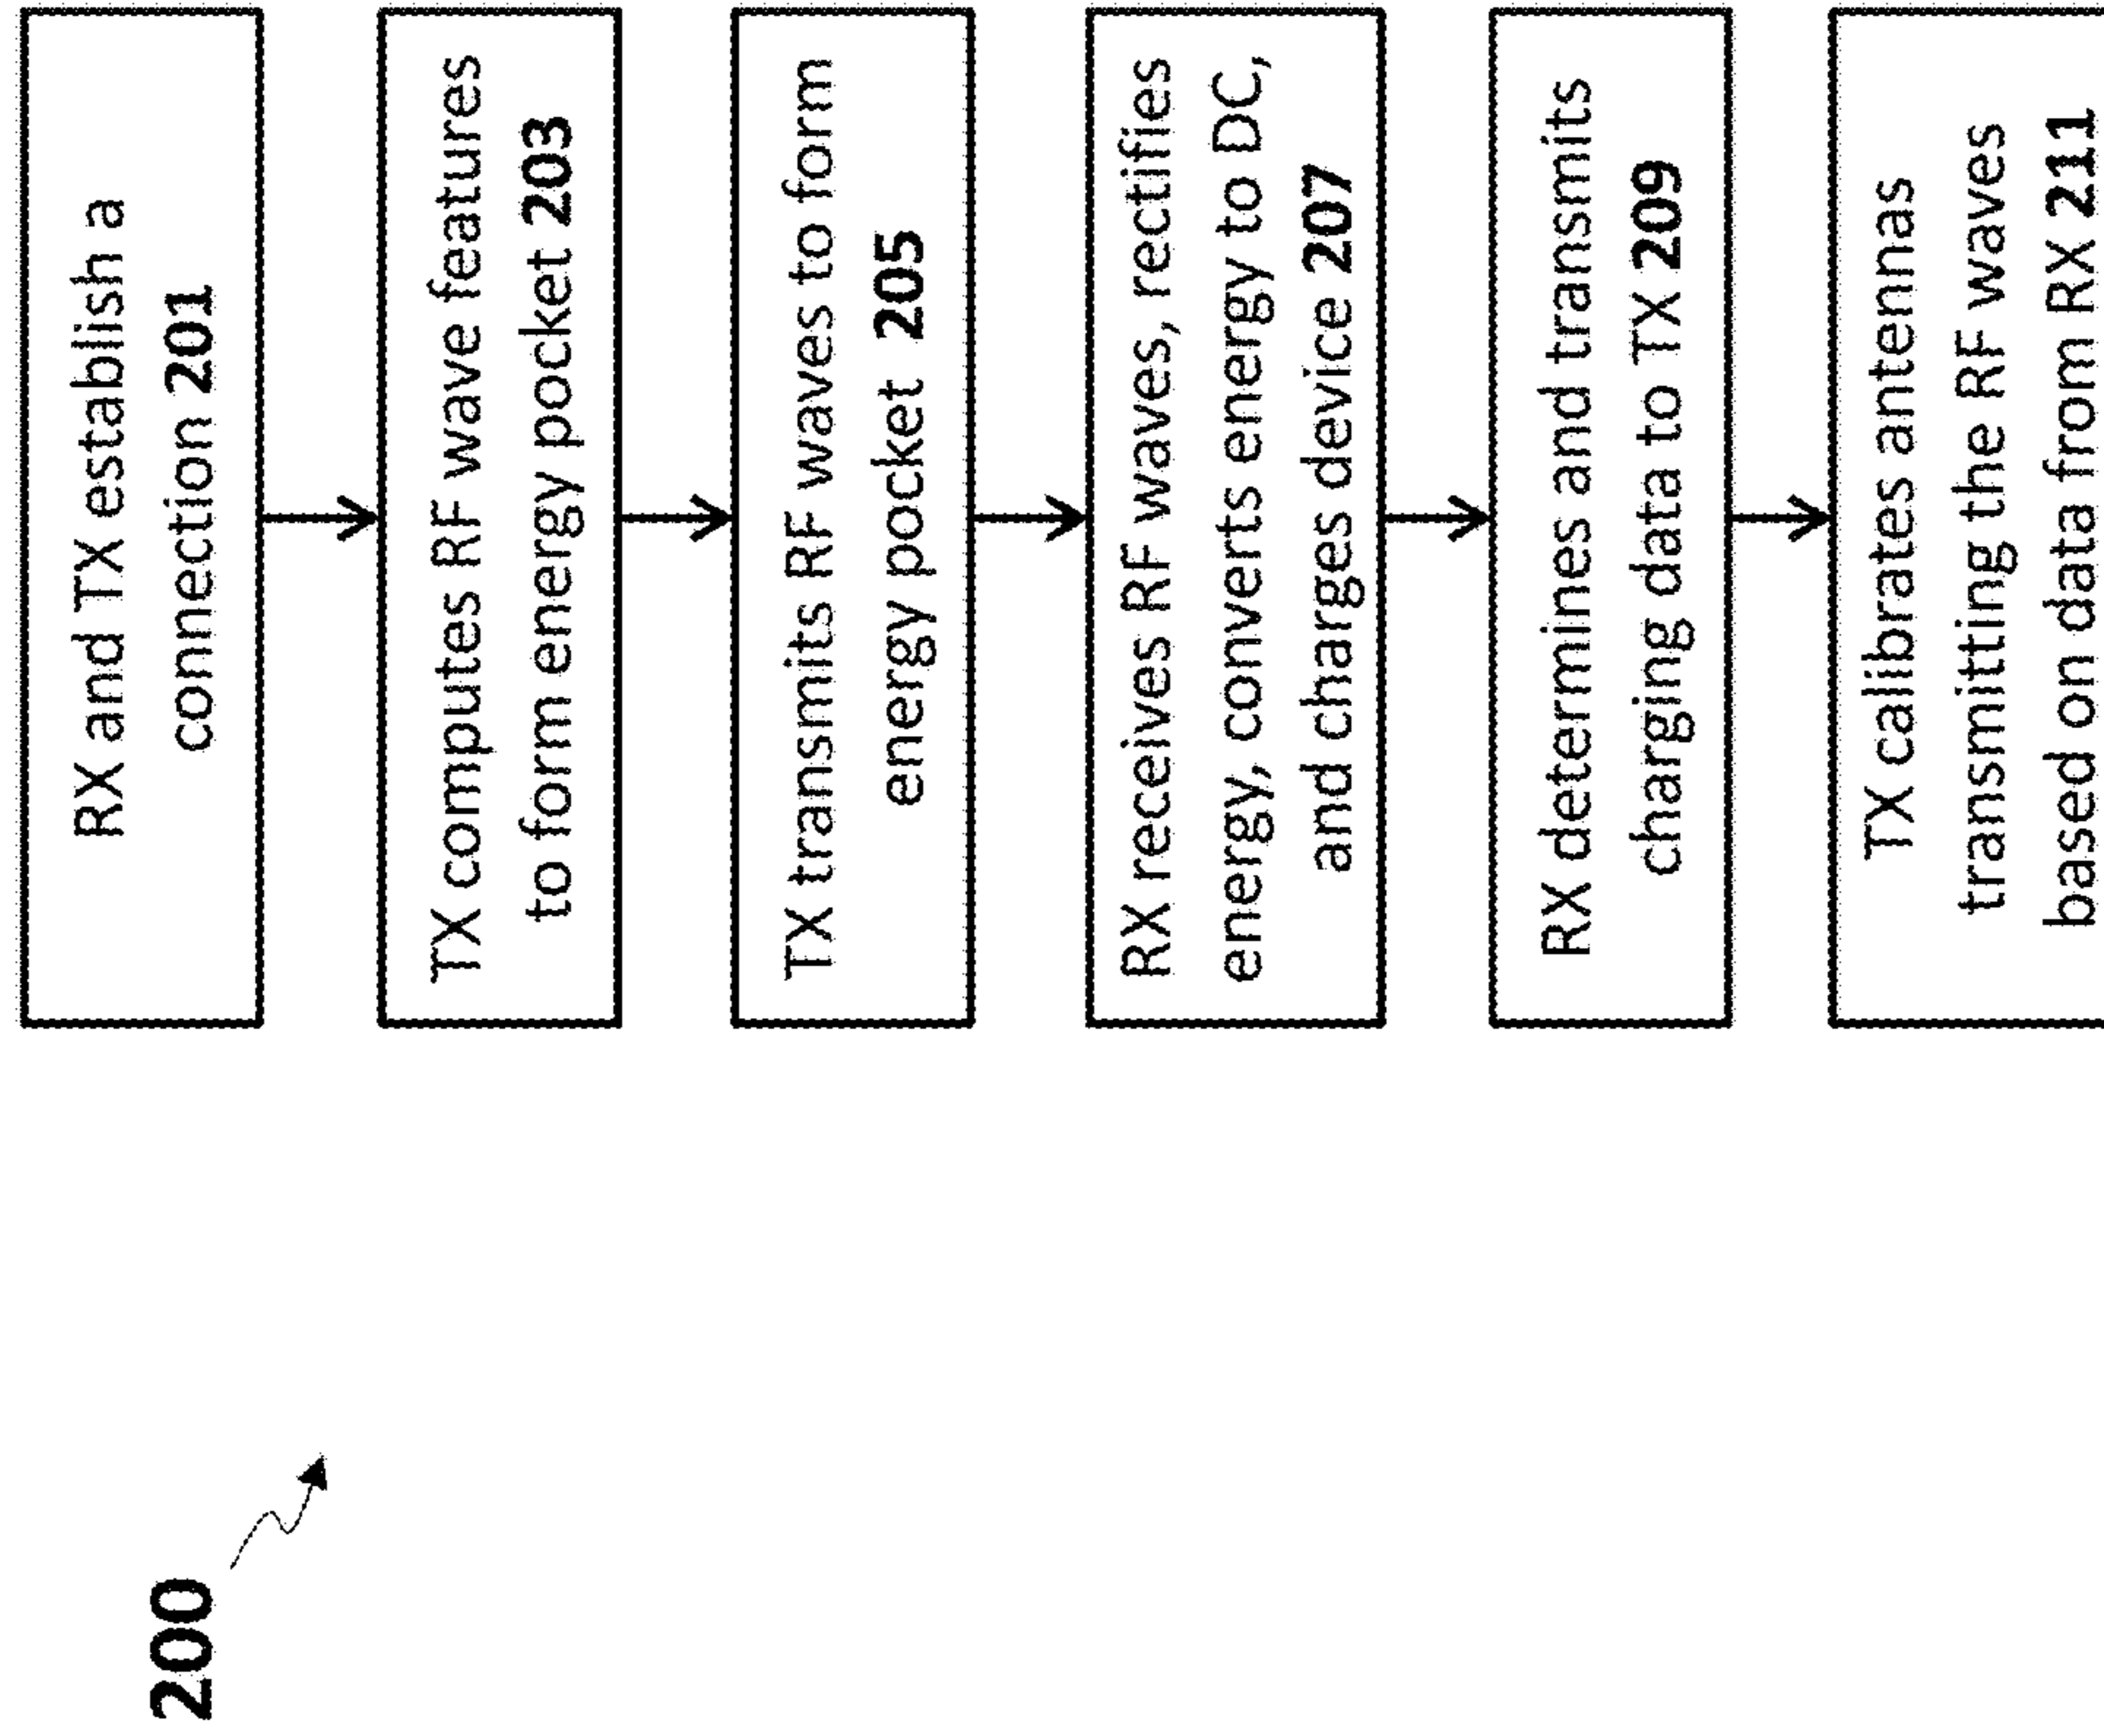 200
RX and TX establish a
connection 201
TX computes RF wave features
to form energy pocket 203
TX transmits RF waves to form
energy pocket 205
RX receives RF waves, rectifies
energy, converts energy to DC,
and charges device 207
RX determines and transmits
charging data to TX 209
TX calibrates antennas
transmitting the RF waves
based on data from RX 211